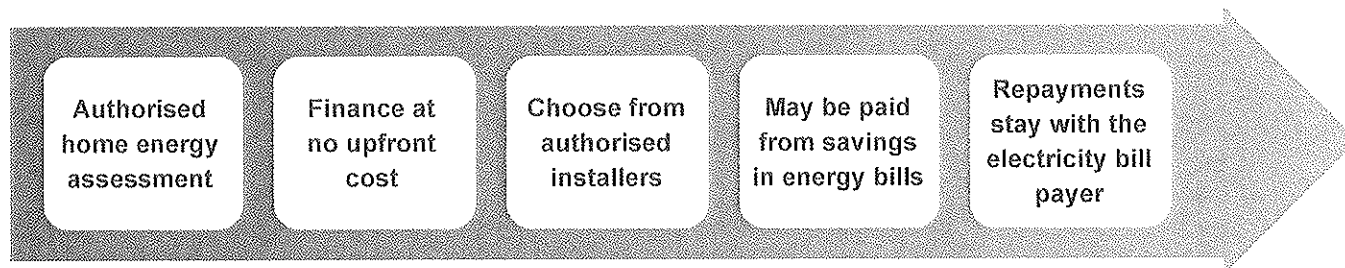 Authorised
home energy
assessment
Finance at
no upfront
cost
Choose from
authorised
installers
May be paid
from savings
in energy bills
Repayments
stay with the
electricity bill
payer